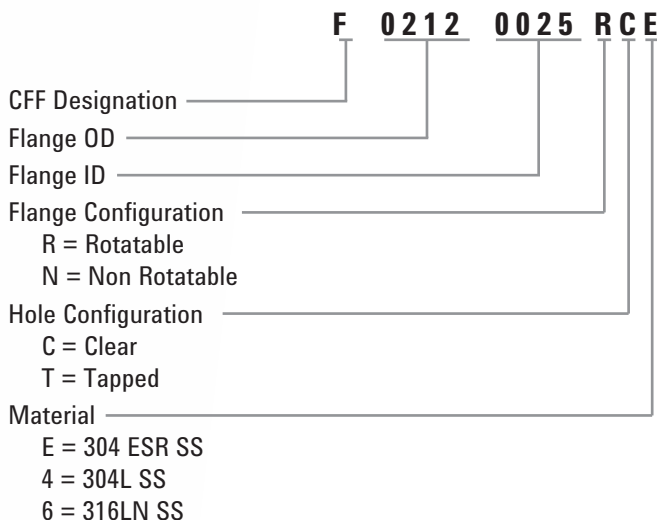 F 0212 0025 R C E
CFF Designation
Flange OD
Flange ID
Flange Configuration
R = Rotatable
N = Non Rotatable
Hole Configuration
C = Clear
T = Tapped
Material
E = 304 ESR SS
4 = 304L SS
6 = 316LN SS